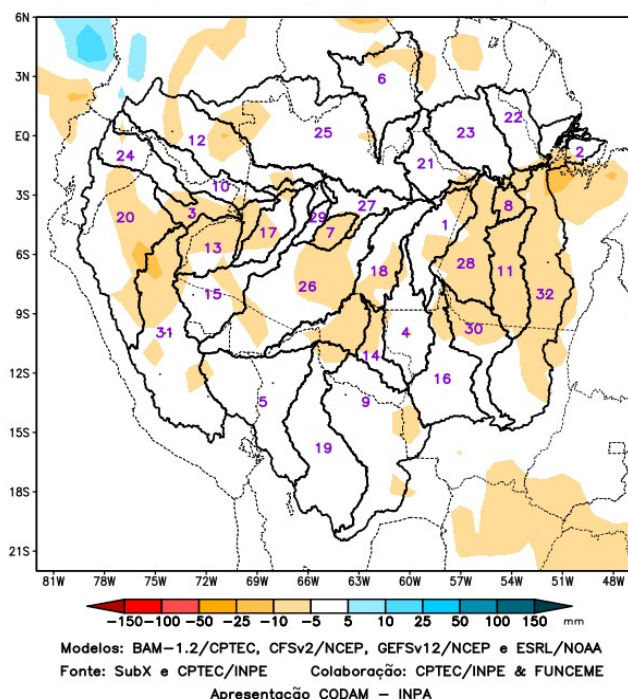 6N
3N
6
22
12
25
23
EQ
24
21
2
10
3S
20
3
29
27
8
17
7
1
13
6S
18
28
11
15
26
32
9S
31
4
30
14
12S
16
5
9
15S
19
18S
21S
81W 78W 75W 72W 69W 66W 63W 60W 57W 54W 51W 48W
-150 -100 -50 -25 -10 -5 5 10 25 50 100 150 mm
Modelos: BAM-1.2/CPTEC, CFSv2/NCEP, GEFSv12/NCEP e ESRL/NOAA
Fonte: SubX e CPTEC/INPE Colaboração: CPTEC/INPE & FUNCEME
Apresentação CODAM - INPA